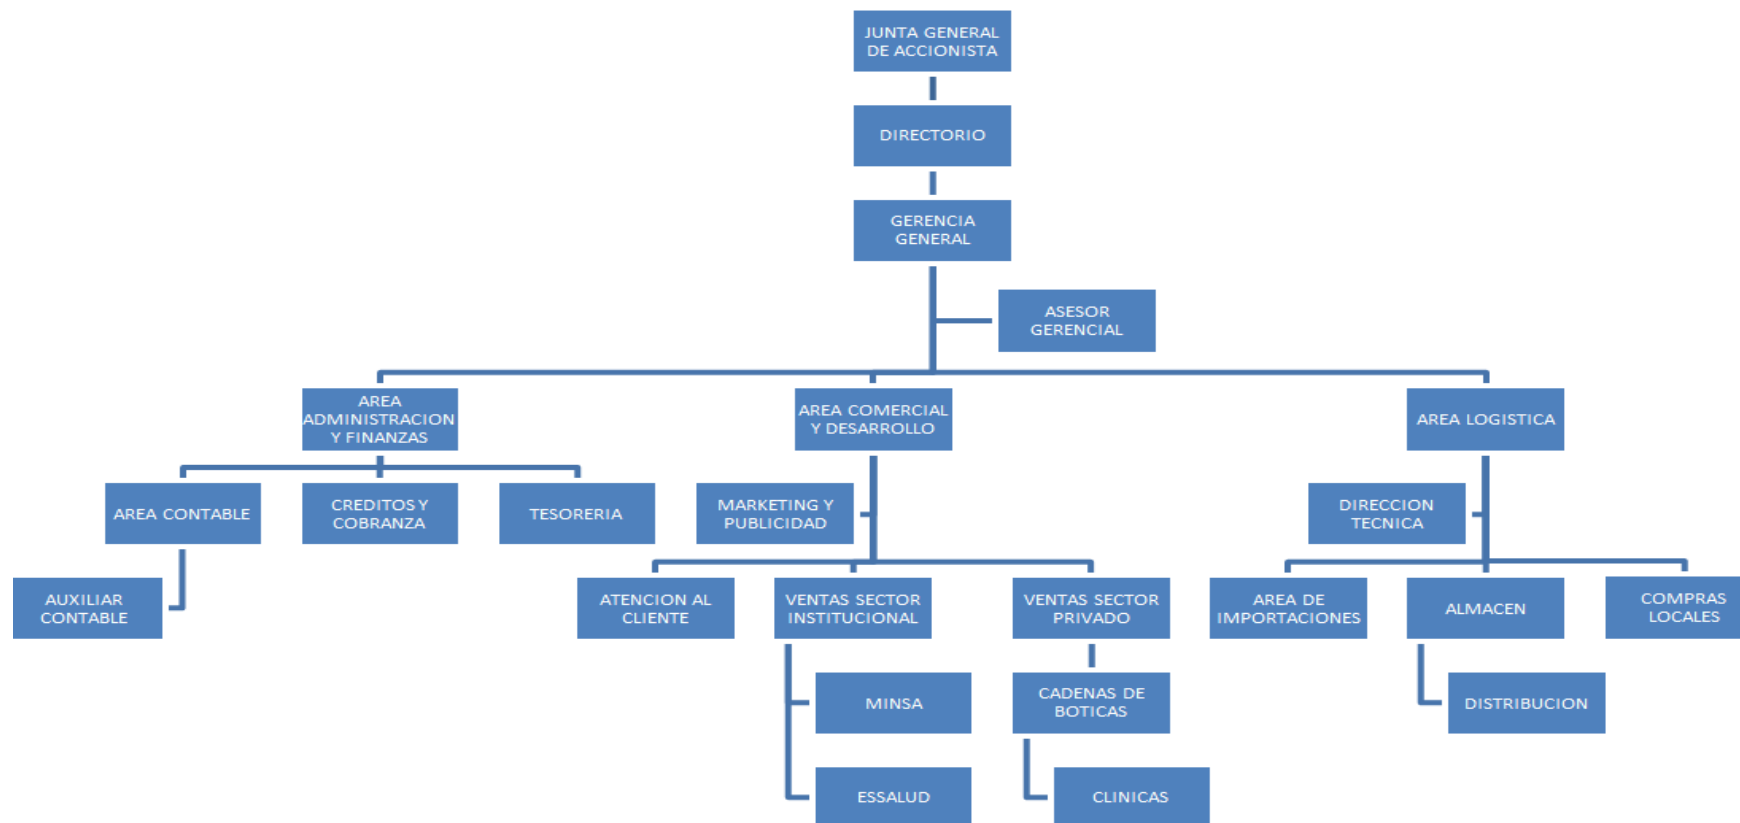 JUNTA GENERAL
DE ACCIONISTA
DIRECTORIO
GERENCIA
GENERAL
ASESOR
GERENCIAL
AREA
ADMINISTRACION
Y FINANZAS
AREA COMERCIAL
Y DESARROLLO
AREA LOGISTICA
AREA CONTABLE
CREDITOS Y
COBRANZA
TESORERIA
MARKETING Y
PUBLICIDAD
DIRECCION
TECNICA
AUXILIAR
CONTABLE
ATENCION AL
CLIENTE
VENTAS SECTOR
INSTITUCIONAL
VENTAS SECTOR
PRIVADO
AREA DE
IMPORTACIONES
ALMACEN
COMPRAS
LOCALES
MINSA
CADENAS DE
BOTICAS
DISTRIBUCION
ESSALUD
CLINICAS